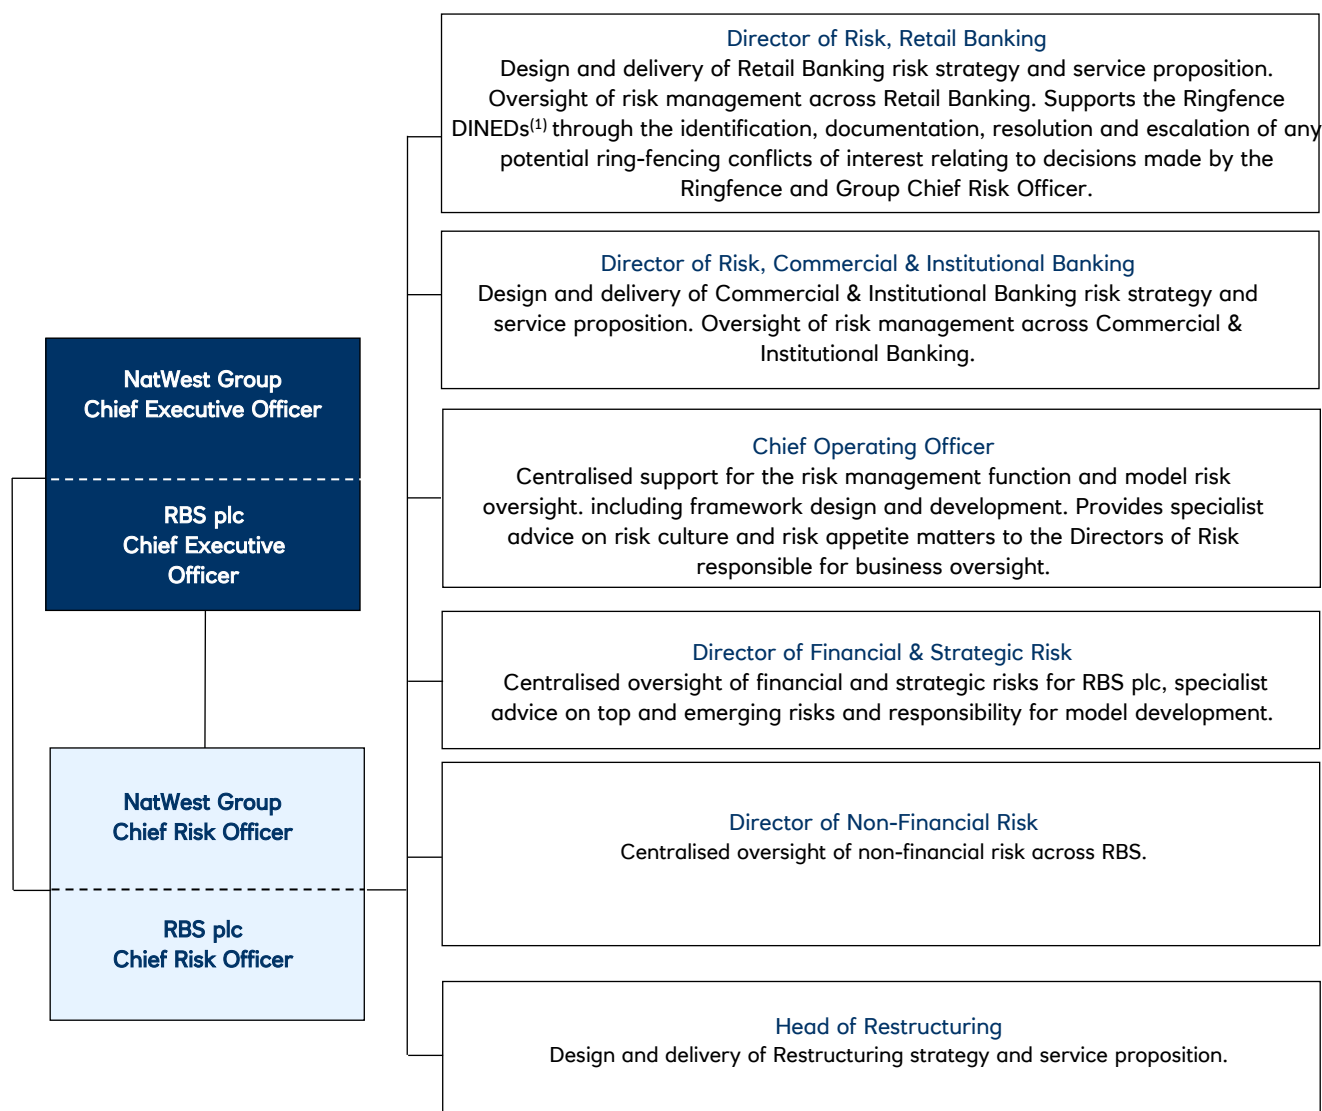 Director of Risk, Retail Banking
Design and delivery of Retail Banking risk strategy and service proposition.
Oversight of risk management across Retail Banking. Supports the Ringfence
DINEDs(1) through the identification, documentation, resolution and escalation of any
potential ring-fencing conflicts of interest relating to decisions made by the
Ringfence and Group Chief Risk Officer.
Director of Risk, Commercial & Institutional Banking
Design and delivery of Commercial & Institutional Banking risk strategy and
service proposition. Oversight of risk management across Commercial &
Institutional Banking.
NatWest Group
Chief Executive Officer
RBS plc
Chief Executive
Officer
Chief Operating Officer
Centralised support for the risk management function and model risk
oversight. including framework design and development. Provides specialist
advice on risk culture and risk appetite matters to the Directors of Risk
responsible for business oversight.
Director of Financial & Strategic Risk
Centralised oversight of financial and strategic risks for RBS plc, specialist
advice on top and emerging risks and responsibility for model development.
NatWest Group
Chief Risk Officer
RBS plc
Chief Risk Officer
Director of Non-Financial Risk
Centralised oversight of non-financial risk across RBS.
Head of Restructuring
Design and delivery of Restructuring strategy and service proposition.